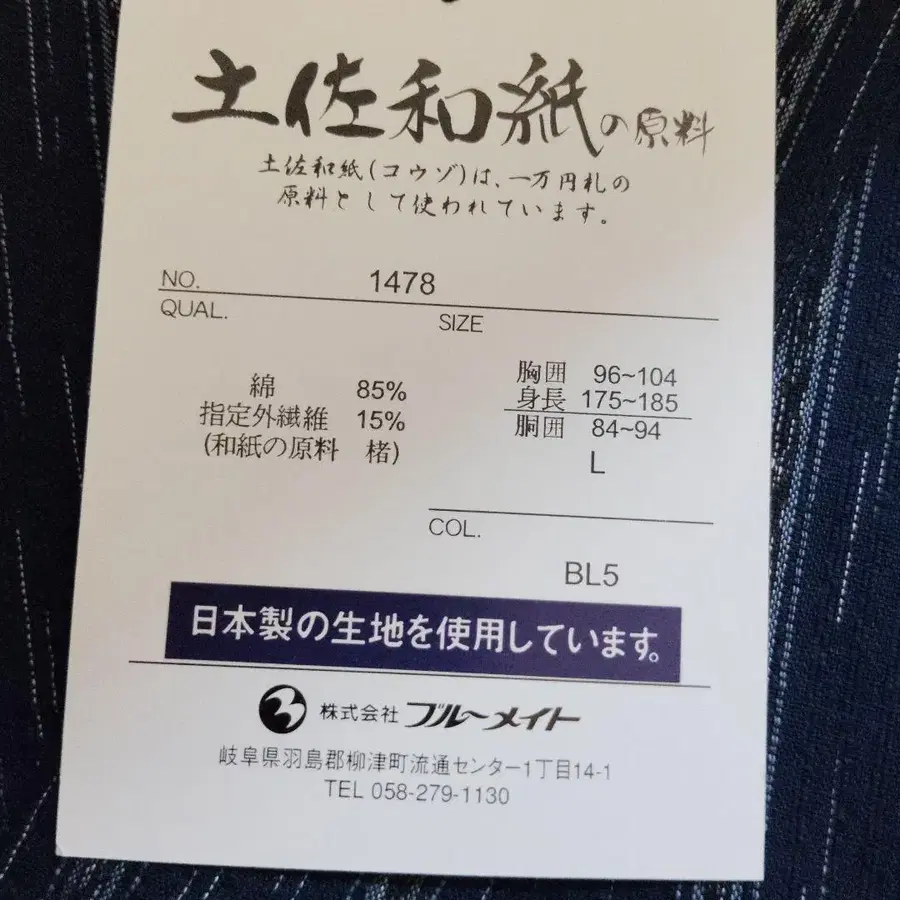 土佐和紙の原料
土佐和紙(コウゾ)は、一万円札の
原料として使われています。
NO. 1478
QUAL.
SIZE
綿 85%
指定外繊維 15%
(和紙の原料 楮)
胸囲 96~104
身長 175~185
胴囲 84~94
L
COL.
BL5
日本製の生地を使用しています。
株式会社 ブルーメイト
岐阜県羽島郡柳津町流通センター1丁目14-1
TEL 058-279-1130